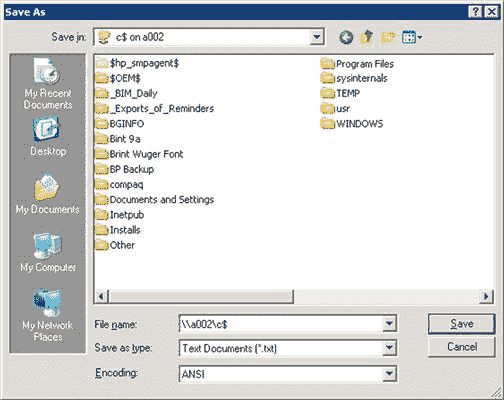 Save As
Save in: c$ on a002
My Recent
Documents
Desktop
My Documents
My Computer
My Network
Places
$hp_smpagent$
$OEM$
_BIM_Daily
_Exports_of_Reminders
BGINFO
Bint 9a
Brint Wuger Font
BP Backup
compaq
Documents and Settings
Inetpub
Installs
Other
Program Files
sysinternals
TEMP
usr
WINDOWS
File name: \\a002\c$ Save
Save as type: Text Documents (*.txt) Cancel
Encoding: ANSI